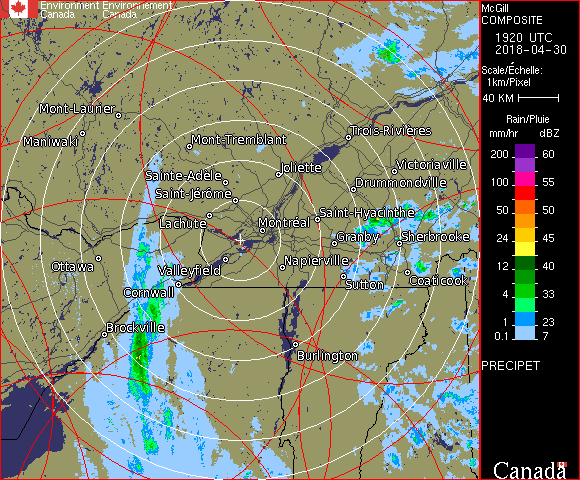 Environment Environnement
Canada Canada
McGill
COMPOSITE
1920 UTC
2018-04-30
Scale/Échelle:
1km/Pixel
40 KM
Rain/Pluie
mm/hr dBZ
200 60
100 55
50 50
24 45
12 40
4 33
1 23
0.1 7
PRECIPET
Canada
Mont-Laurier
Maniwaki
Mont-Tremblant
Trois-Rivières
Joliette
Victoriaville
Sainte-Adèle
Drummondville
Saint-Jérôme
Saint-Hyacinthe
Lachute
Montréal
Granby
Sherbrooke
Ottawa
Valleyfield
Napierville
Coaticook
Sutton
Cornwall
Brockville
Burlington